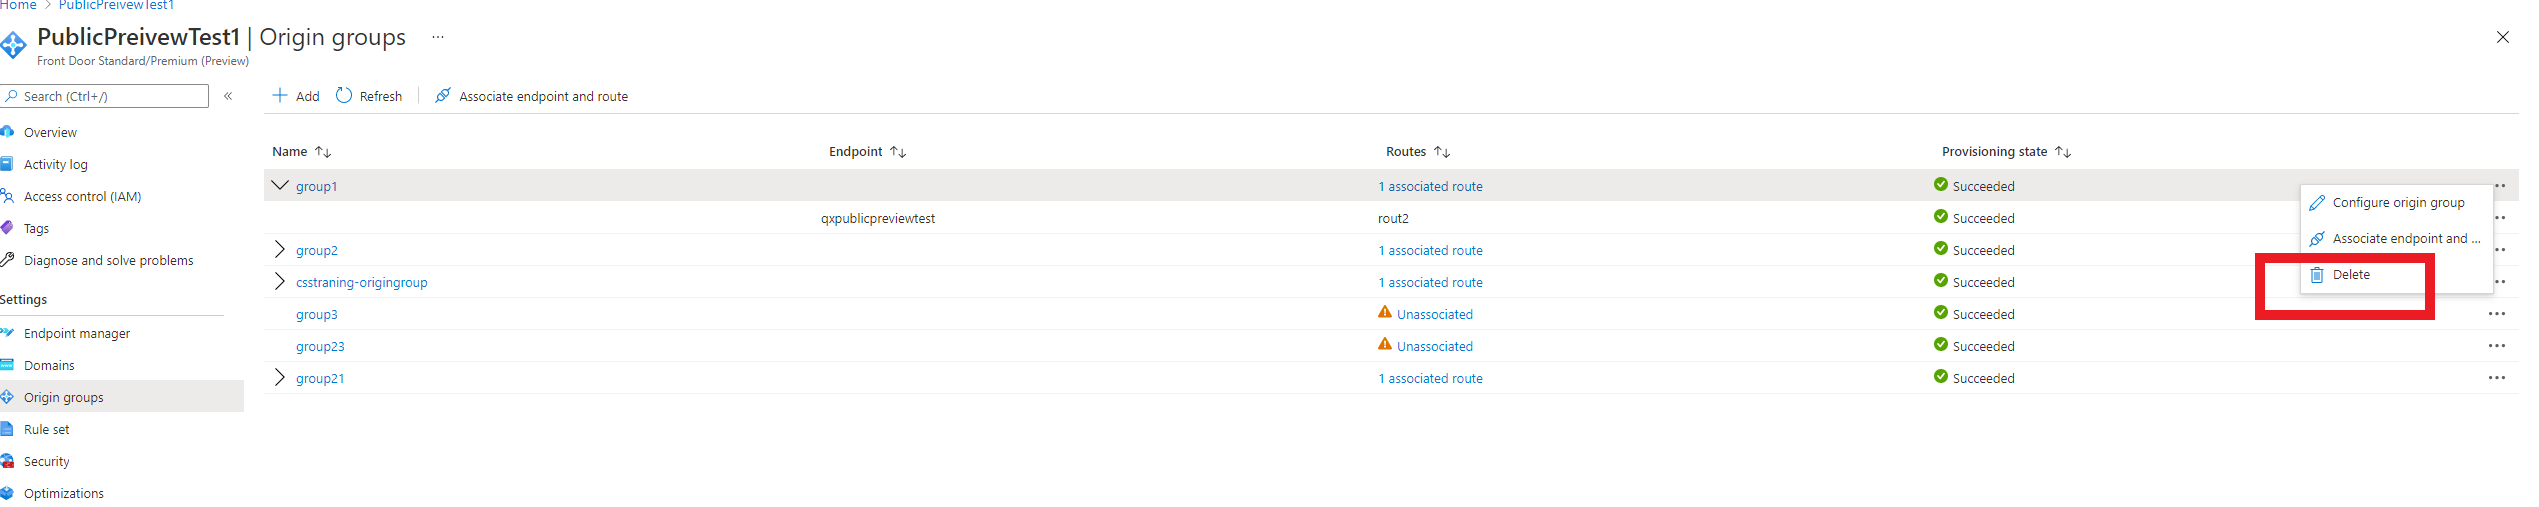 Home > PublicPreivewTest1
PublicPreivewTest1 | Origin groups ...
Front Door Standard/Premium (Preview)
Search (Ctrl+/) «
Add Refresh Associate endpoint and route
Overview
Activity log
Access control (IAM)
Tags
Diagnose and solve problems
Settings
Endpoint manager
Domains
Origin groups
Rule set
Security
Optimizations
Name Endpoint Routes Provisioning state
group1 1 associated route Succeeded
qxpublicpreviewtest rout2 Succeeded
group2 1 associated route Succeeded
csstraning-origingroup 1 associated route Succeeded
group3 Unassociated Succeeded
group23 Unassociated Succeeded
group21 1 associated route Succeeded
Configure origin group
Associate endpoint and ...
Delete